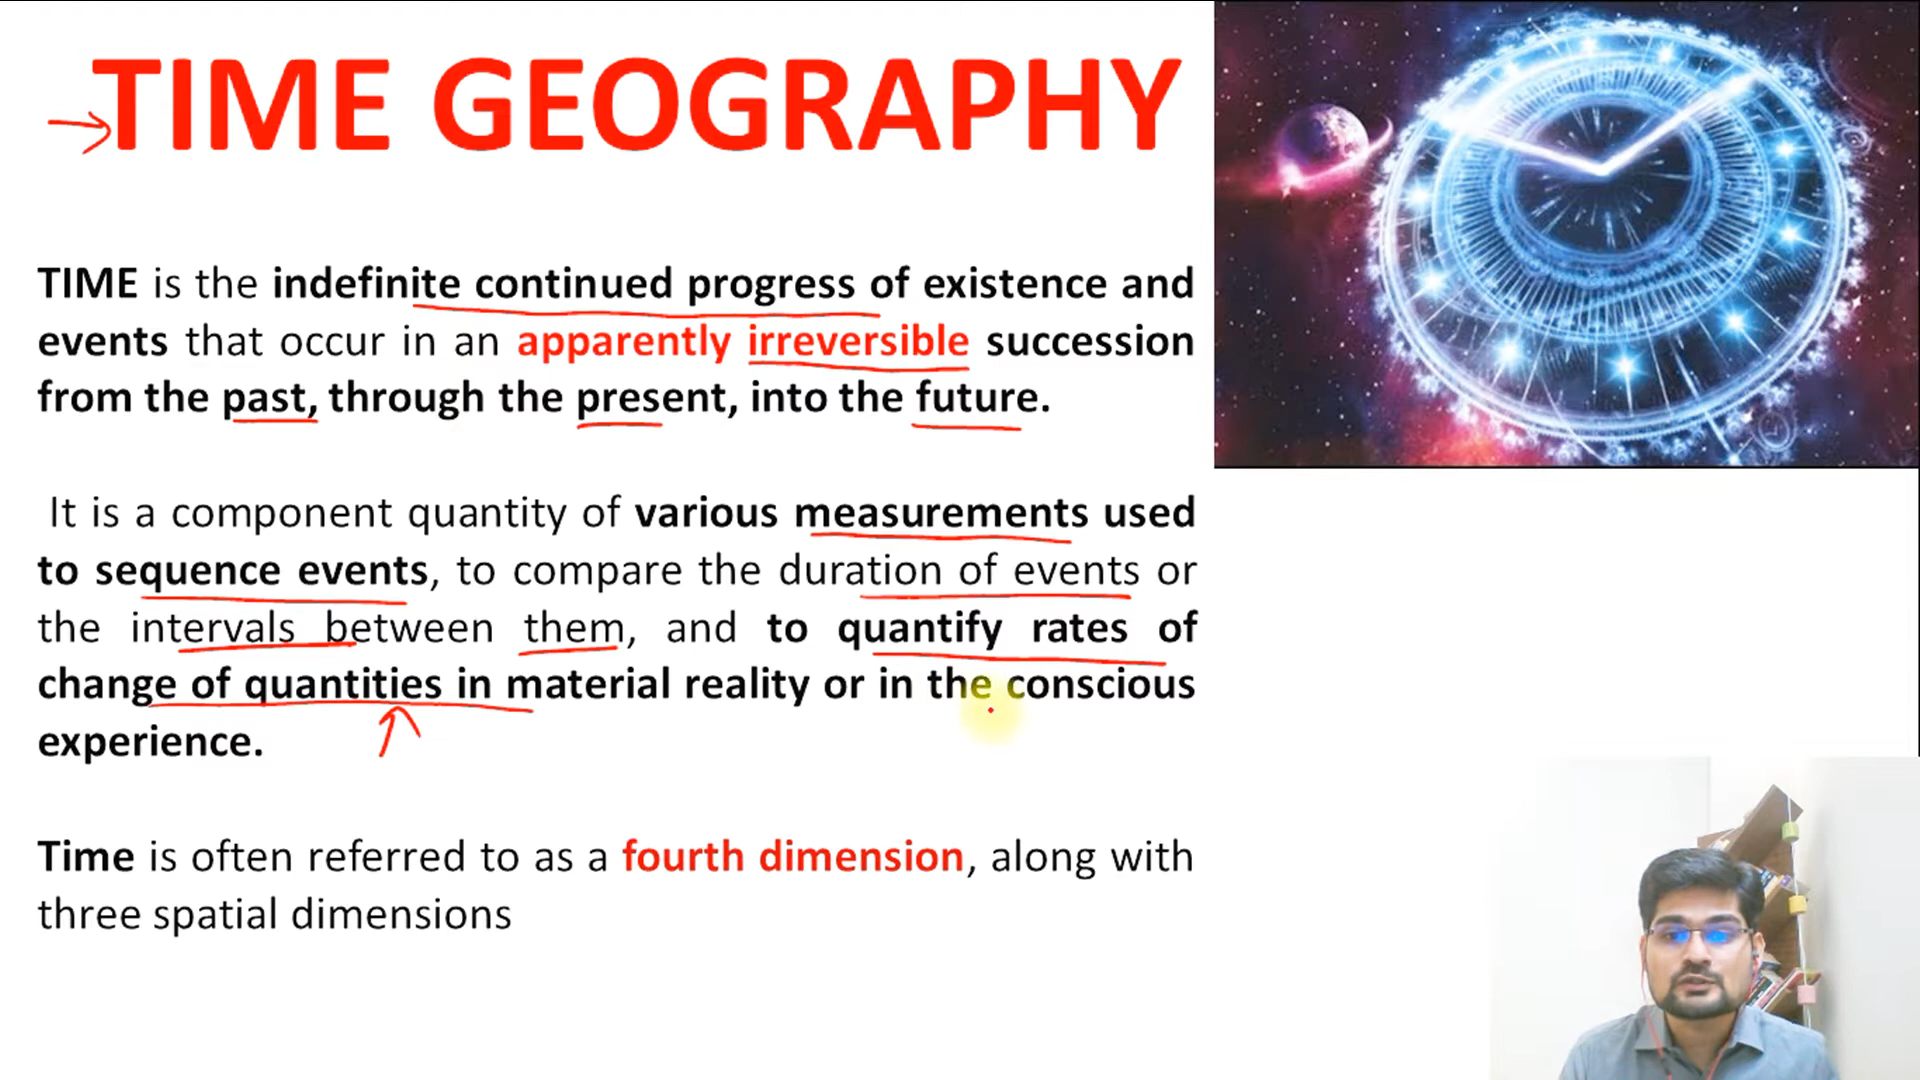 TIME GEOGRAPHY
TIME is the indefinite continued progress of existence and
events that occur in an apparently irreversible succession
from the past, through the present, into the future.
It is a component quantity of various measurements used
to sequence events, to compare the duration of events or
the intervals between them, and to quantify rates of
change of quantities in material reality or in the conscious
experience.
Time is often referred to as a fourth dimension, along with
three spatial dimensions